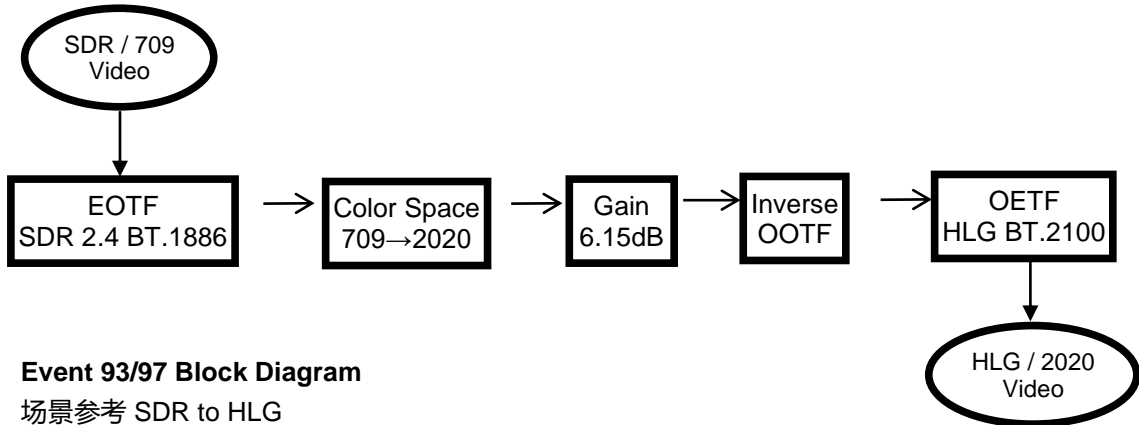 SDR / 709
Video
EOTF
SDR 2.4 BT.1886
Color Space
709→2020
Gain
6.15dB
Inverse
OOTF
OETF
HLG BT.2100
HLG / 2020
Video
Event 93/97 Block Diagram
场景参考 SDR to HLG